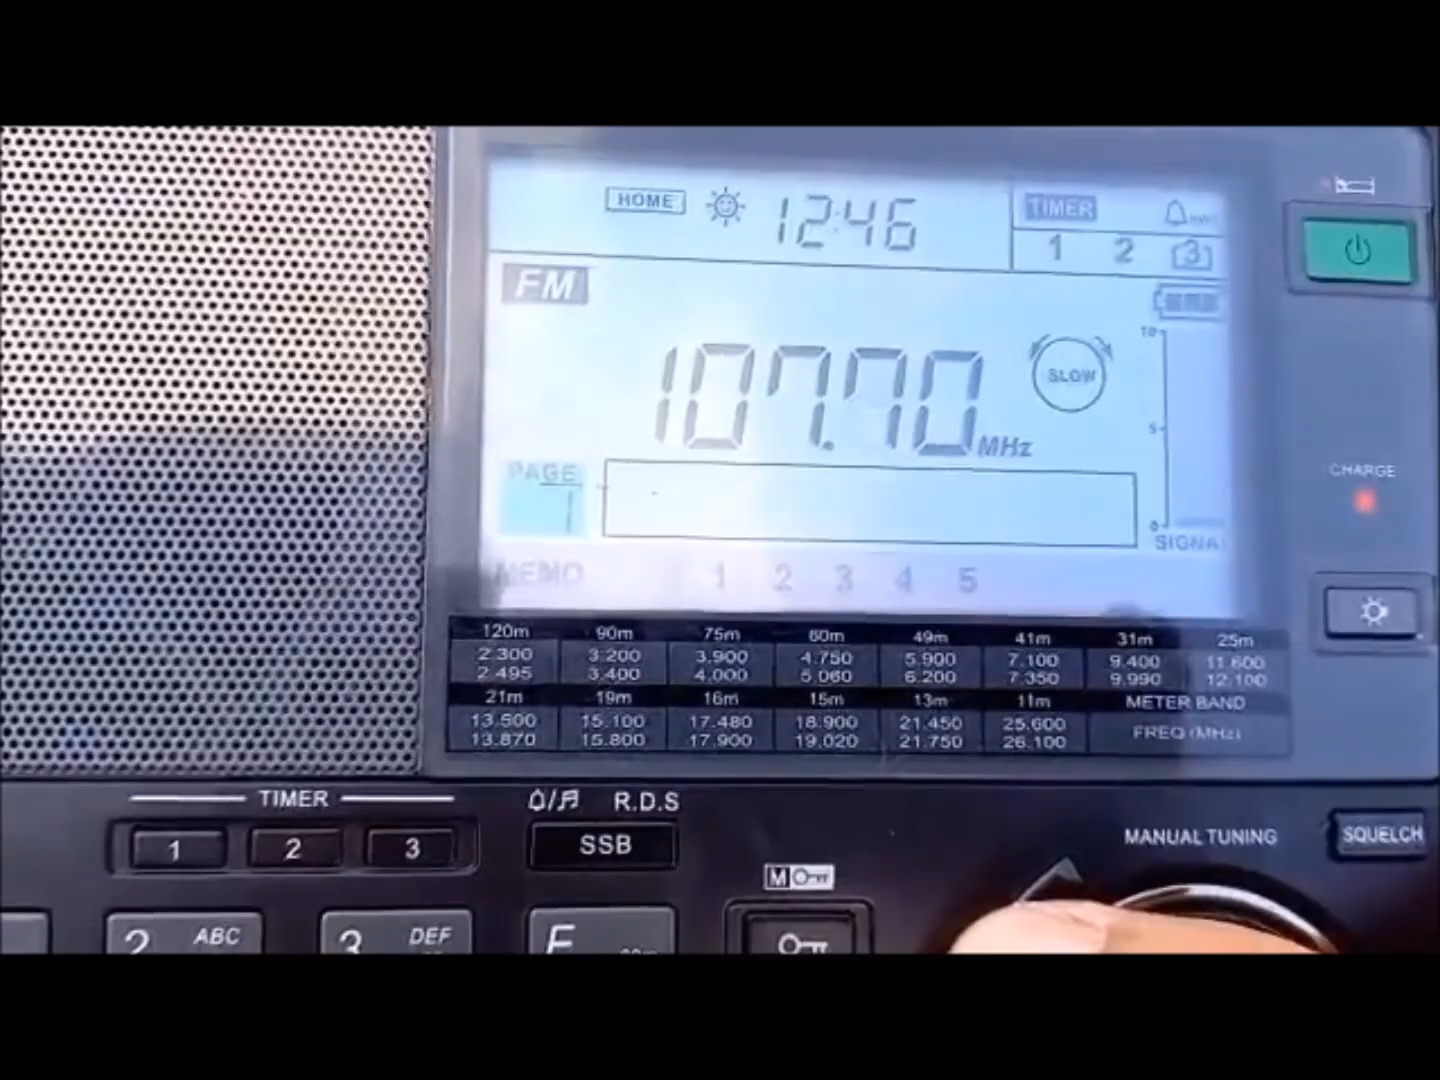 HOME 12:46 TIMER
1 2 3
FM
107.70 MHz
SLOW
10
5
0
SIGNAL
PAGE
1
MEMO 1 2 3 4 5
CHARGE
120m 90m 75m 60m 49m 41m 31m 25m
2.300 3.200 3.900 4.750 5.900 7.100 9.400 11.600
2.495 3.400 4.000 5.060 6.200 7.350 9.990 12.100
21m 19m 16m 15m 13m 11m METER BAND
13.500 15.100 17.480 18.900 21.450 25.600 FREQ (MHz)
13.870 15.800 17.900 19.020 21.750 26.100
TIMER
1 2 3
R.D.S
SSB
MANUAL TUNING
SQUELCH
M
2 ABC 3 DEF